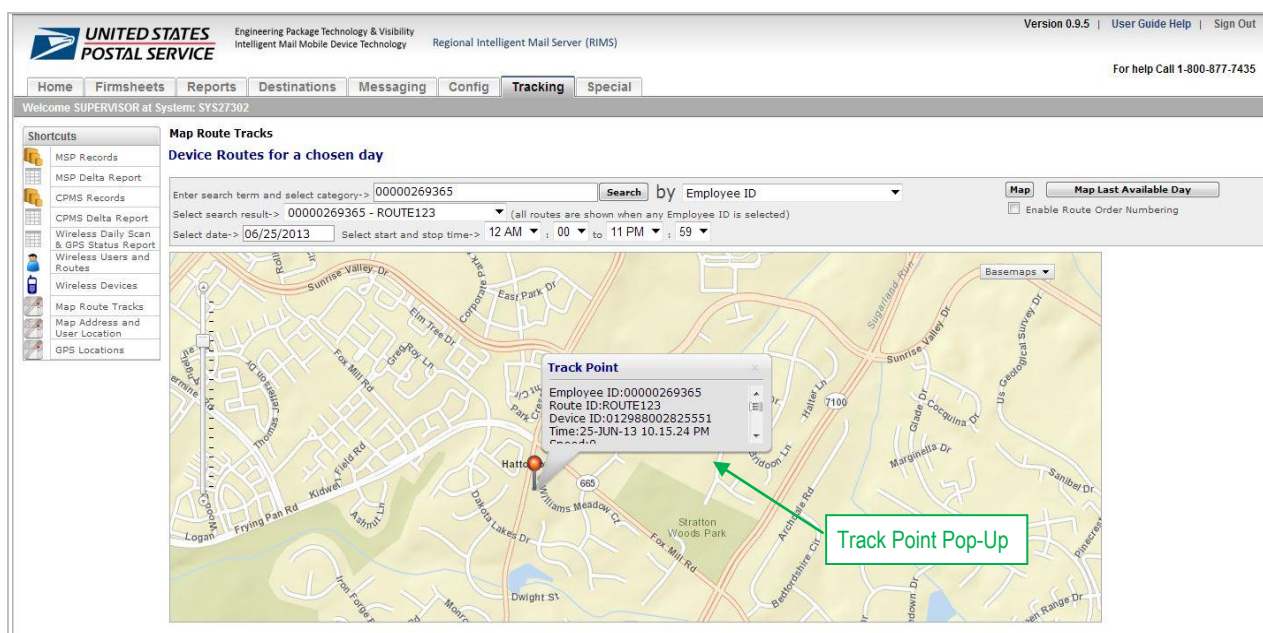 UNITED STATES
POSTAL SERVICE
Engineering Package Technology & Visibility
Intelligent Mail Mobile Device Technology
Regional Intelligent Mail Server (RIMS)
Version 0.9.5 | User Guide Help | Sign Out
For help Call 1-800-877-7435
Home Firmsheets Reports Destinations Messaging Config Tracking Special
Welcome SUPERVISOR at System: SYS27302
Shortcuts
MSP Records
MSP Delta Report
CPMS Records
CPMS Delta Report
Wireless Daily Scan
& GPS Status Report
Wireless Users and
Routes
Wireless Devices
Map Route Tracks
Map Address and
User Location
GPS Locations
Map Route Tracks
Device Routes for a chosen day
Enter search term and select category-> 00000269365 Search by Employee ID
Map Map Last Available Day
Select search result-> 00000269365 - ROUTE123 (all routes are shown when any Employee ID is selected)
Enable Route Order Numbering
Select date-> 06/25/2013 Select start and stop time-> 12 AM : 00 to 11 PM : 59
Basemaps
Sunrise Valley Dr
Corporate
Park
East Park Dr
Elm Tree Dr
Sugarland Run
Sunrise Valley Dr
Us Geological Survey Dr
Fox Mill Rd
GregRoy Ln
Thomas Jefferson Dr
Track Point
Employee ID:00000269365
Route ID:ROUTE123
Device ID:012988002825551
Time:25-JUN-13 10.15.24 PM
Speed:0
Halter Ln
7100
Glade Dr
Cocquina Dr
Marginella Dr
Sanibel Dr
Kidwell Field Rd
665
Williams Meadow Ct
Dakota Lakes Dr
Stratton
Woods Park
Archdale Rd
Track Point Pop-Up
Frying Pan Rd
Ashnut Ln
Logan
Wood
Fox Mill Rd
Bedfordshire Cir
Iron Forge
Dwight St